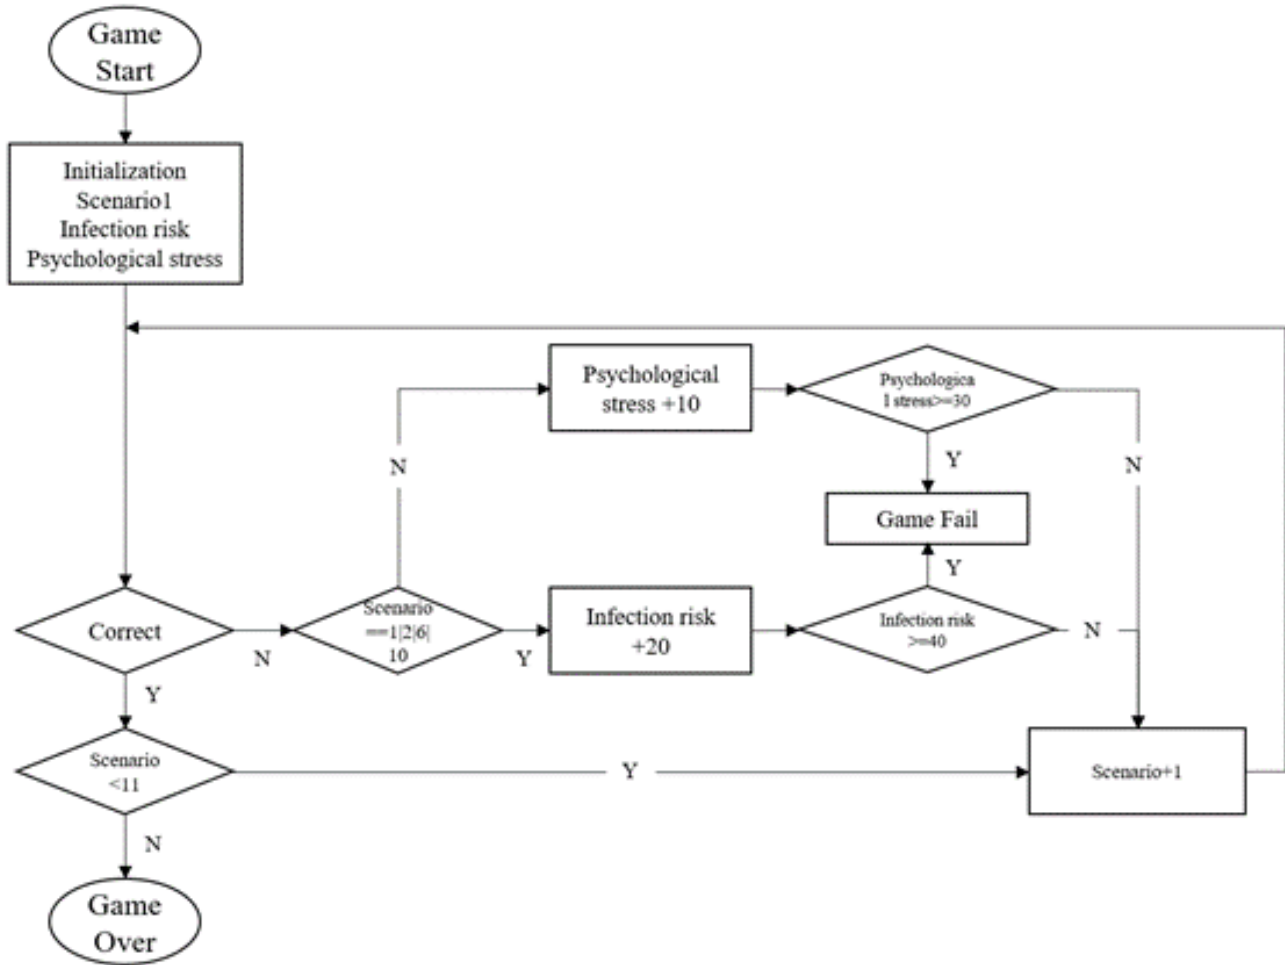 Game
Start
Initialization
Scenario1
Infection risk
Psychological stress
Psychological
stress +10
Psychologica
l stress>=30
N
Y
N
Game Fail
Y
Correct
N
Scenario
==1|2|6|
10
Y
Infection risk
+20
Infection risk
>=40
N
Y
Scenario
<11
Y
Scenario+1
N
Game
Over